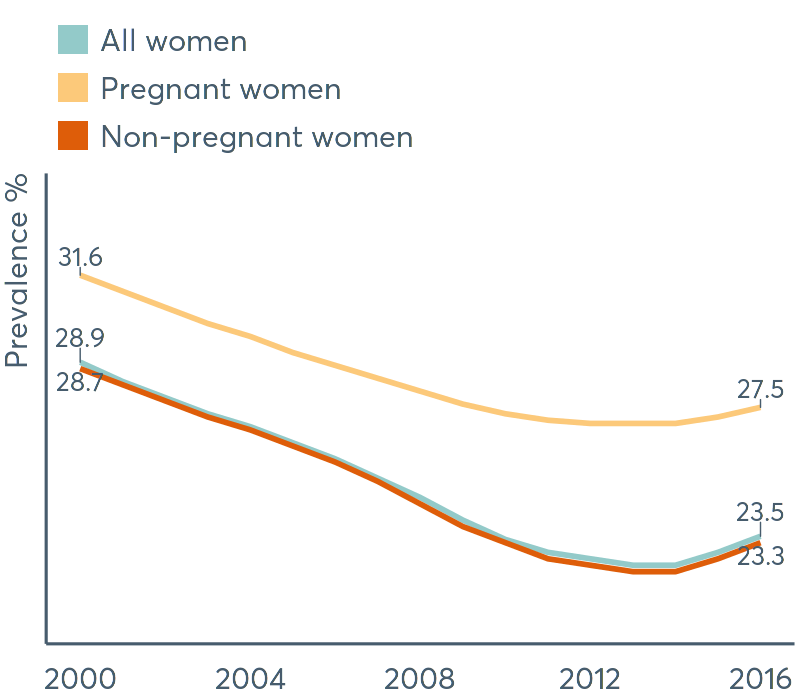 All women
Pregnant women
Non-pregnant women
Prevalence %
31.6
28.9
28.7
27.5
23.5
23.3
2000 2004 2008 2012 2016